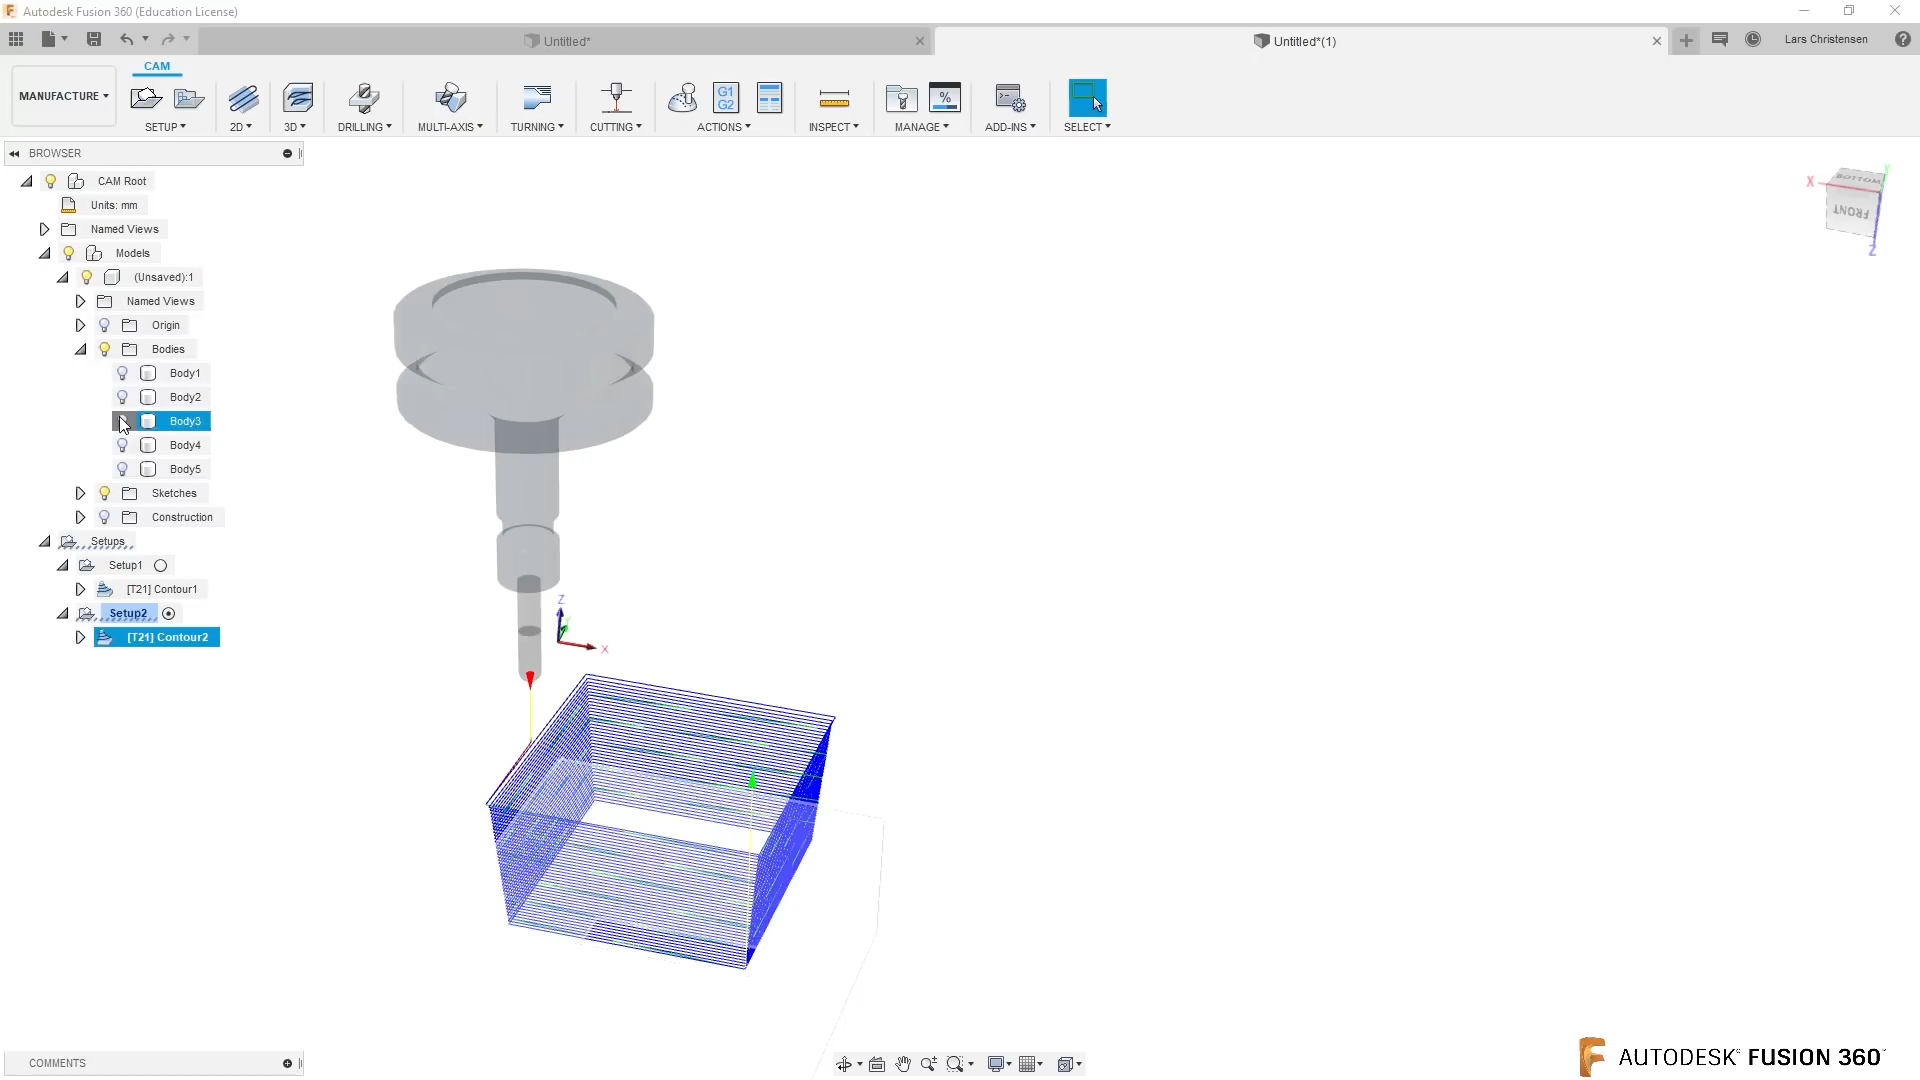 Autodesk Fusion 360 (Education License)
Untitled*
Untitled*(1)
Lars Christensen
CAM
MANUFACTURE
SETUP
2D
3D
DRILLING
MULTI-AXIS
TURNING
CUTTING
G1
G2
ACTIONS
INSPECT
%
MANAGE
ADD-INS
SELECT
BROWSER
CAM Root
Units: mm
Named Views
Models
(Unsaved):1
Named Views
Origin
Bodies
Body1
Body2
Body3
Body4
Body5
Sketches
Construction
Setups
Setup1
[T21] Contour1
Setup2
[T21] Contour2
Z
X
X
BOTTOM
FRONT
Z
COMMENTS
AUTODESK FUSION 360